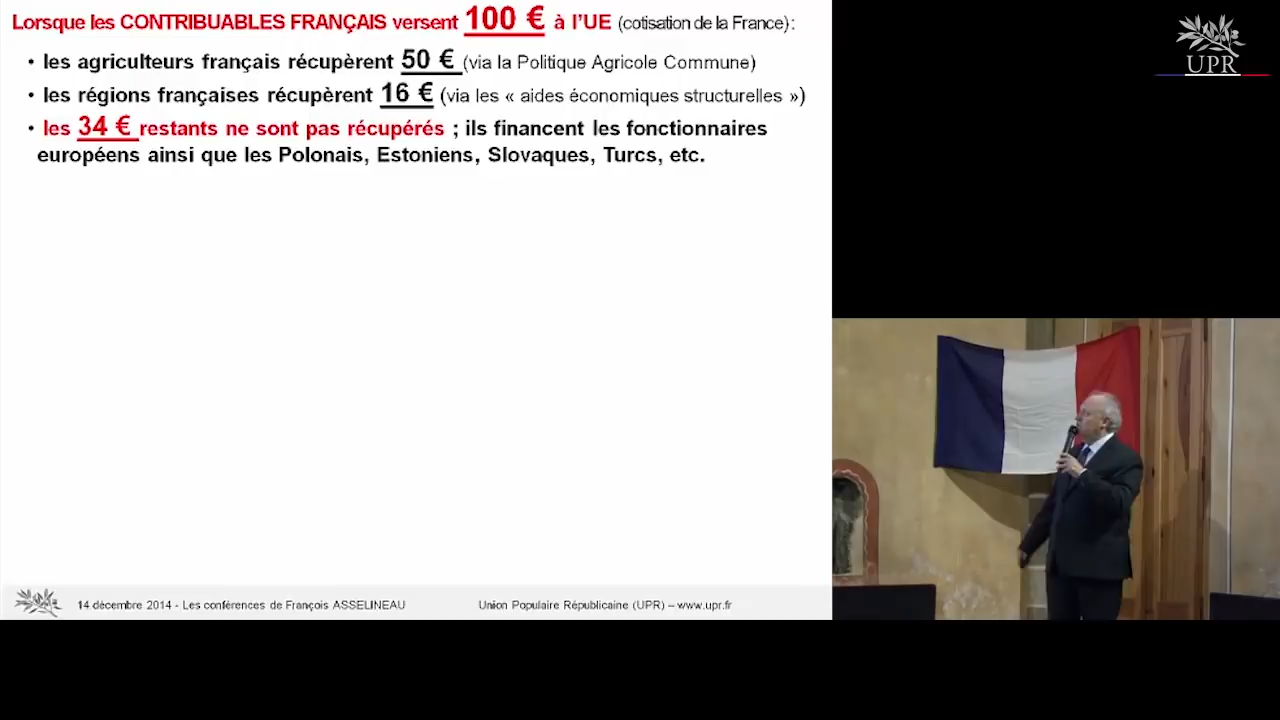 Lorsque les CONTRIBUABLES FRANÇAIS versent 100 € à l'UE (cotisation de la France) :
• les agriculteurs français récupèrent 50 € (via la Politique Agricole Commune)
• les régions françaises récupèrent 16 € (via les « aides économiques structurelles »)
• les 34 € restants ne sont pas récupérés ; ils financent les fonctionnaires
européens ainsi que les Polonais, Estoniens, Slovaques, Turcs, etc.
UPR
14 décembre 2014 - Les conférences de François ASSELINEAU
Union Populaire Républicaine (UPR) – www.upr.fr